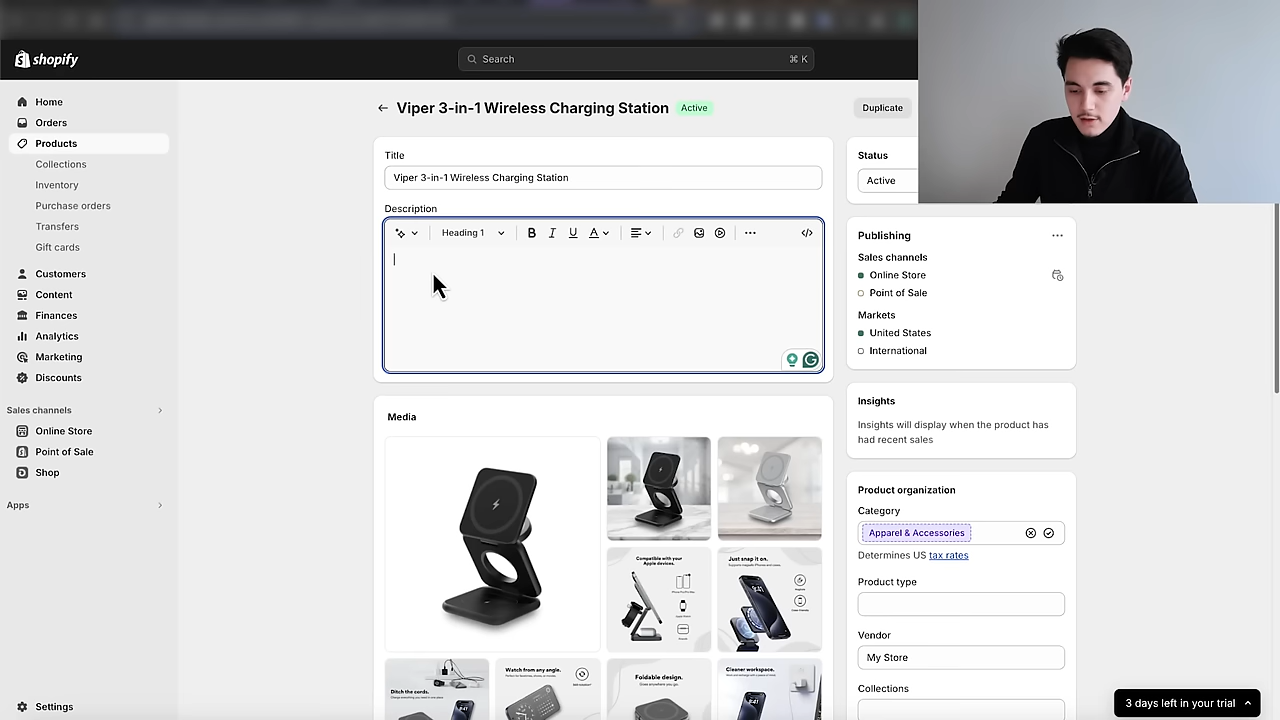 shopify
Search
⌘ K
Home
Orders
Products
Collections
Inventory
Purchase orders
Transfers
Gift cards
Customers
Content
Finances
Analytics
Marketing
Discounts
Sales channels
Online Store
Point of Sale
Shop
Apps
Settings
Viper 3-in-1 Wireless Charging Station
Active
Duplicate
Title
Viper 3-in-1 Wireless Charging Station
Description
Heading 1
B I U A
Media
Compatible with your
Apple devices.
Just snap it on.
Ditch the cords.
Watch from any angle.
Foldable design.
Cleaner workspace.
Status
Active
Publishing
Sales channels
Online Store
Point of Sale
Markets
United States
International
Insights
Insights will display when the product has
had recent sales
Product organization
Category
Apparel & Accessories
Determines US tax rates
Product type
Vendor
My Store
Collections
3 days left in your trial